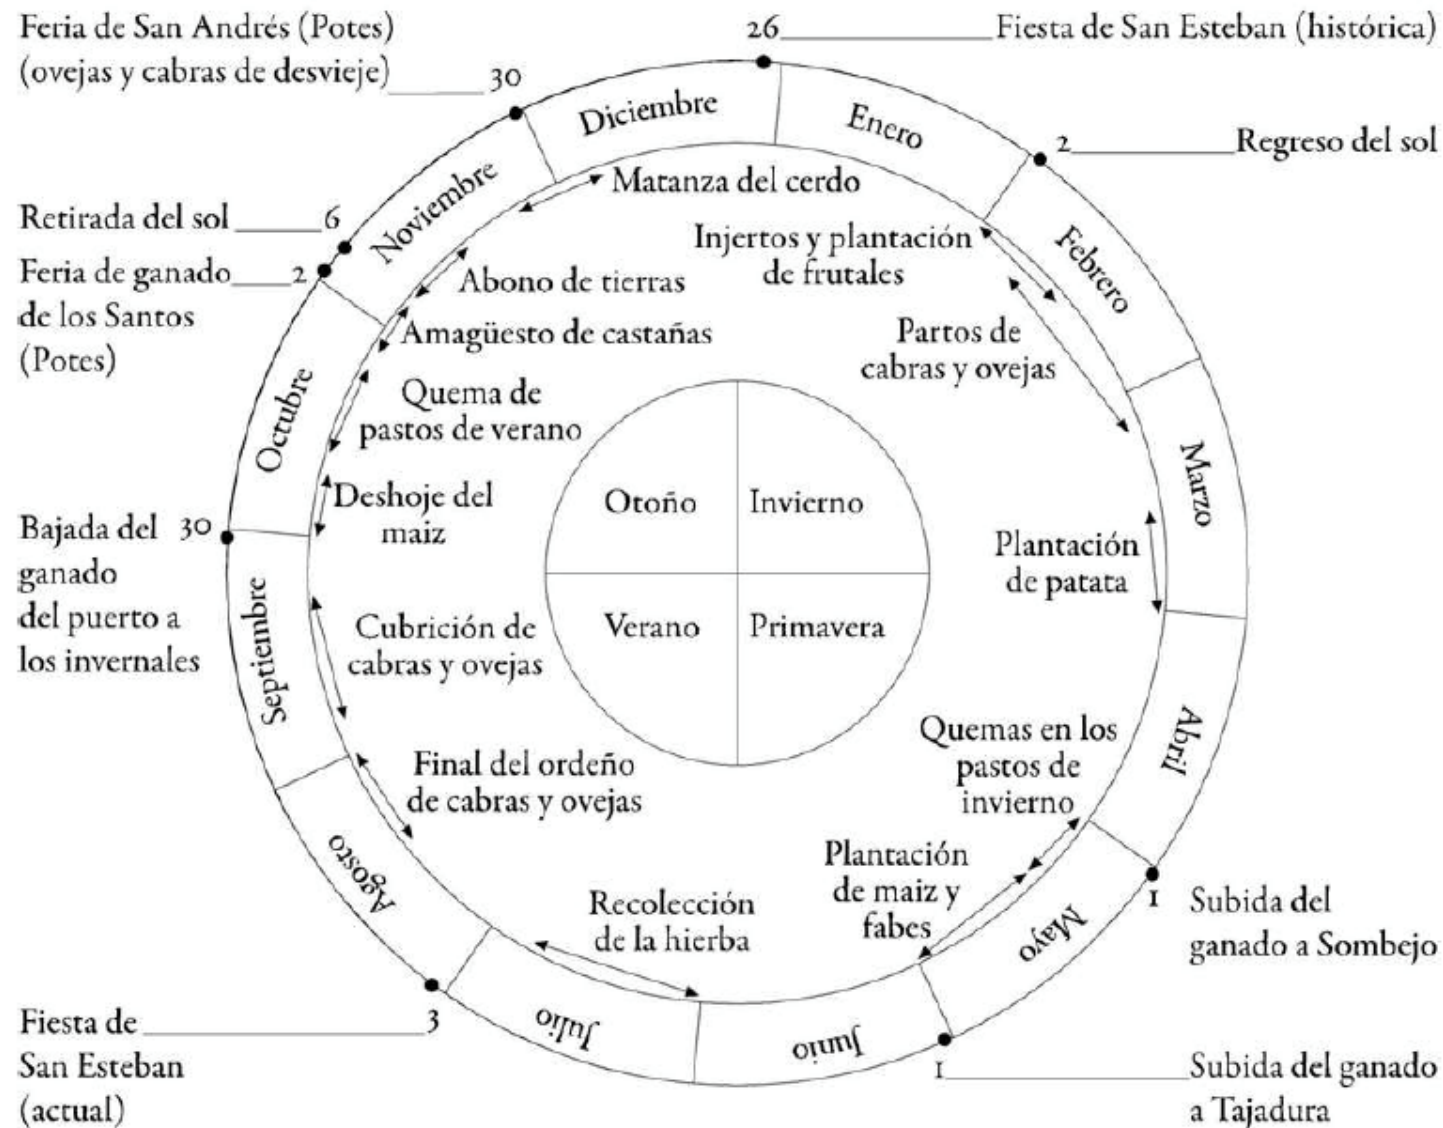 Feria de San Andrés (Potes)
(ovejas y cabras de desvieje)
30
26
Fiesta de San Esteban (histórica)
2
Regreso del sol
Retirada del sol
6
Feria de ganado
de los Santos
(Potes)
2
Bajada del
ganado
del puerto a
los invernales
30
Fiesta de
San Esteban
(actual)
3
1
Subida del
ganado a Sombejo
1
Subida del ganado
a Tajadura
Enero
Febrero
Marzo
Abril
Mayo
Junio
Julio
Agosto
Septiembre
Octubre
Noviembre
Diciembre
Matanza del cerdo
Injertos y plantación
de frutales
Partos de
cabras y ovejas
Plantación
de patata
Quemas en los
pastos de
invierno
Plantación
de maiz y
fabes
Recolección
de la hierba
Final del ordeño
de cabras y ovejas
Cubrición de
cabras y ovejas
Deshoje del
maiz
Quema de
pastos de verano
Amagüesto de castañas
Abono de tierras
Otoño
Invierno
Verano
Primavera